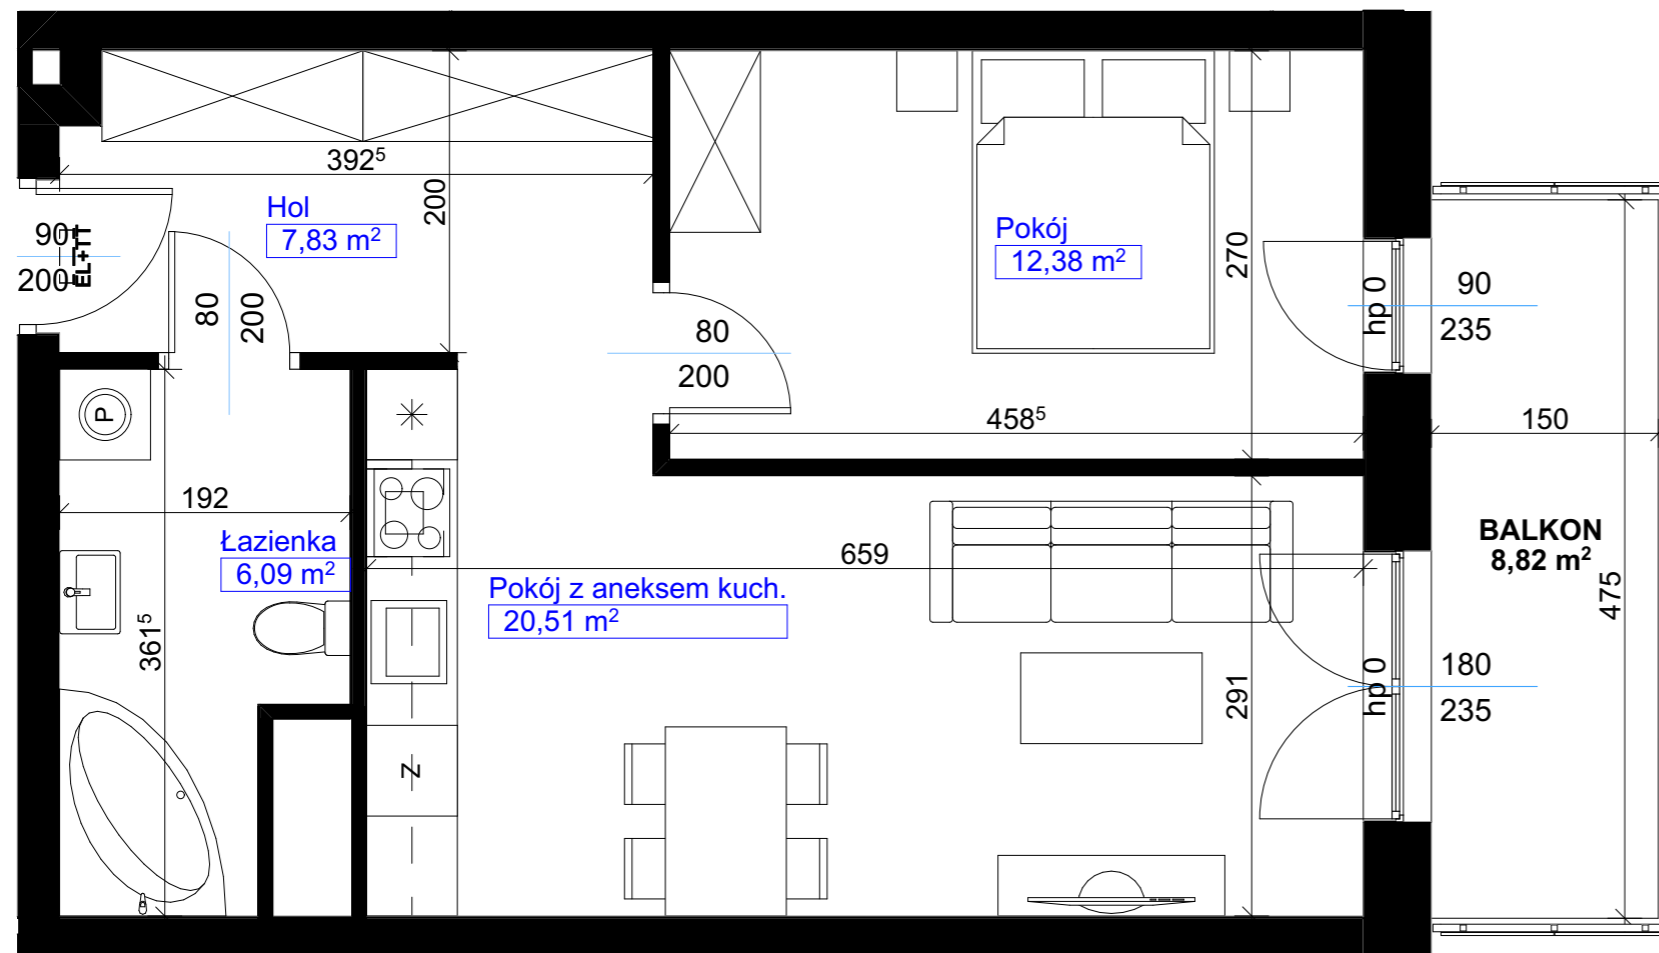 392⁵
200
Hol
7,83 m²
90
200
EL+TT
80
200
Pokój
12,38 m²
270
hp 0
90
235
80
200
458⁵
150
P
192
Łazienka
6,09 m²
361⁵
659
Pokój z aneksem kuch.
20,51 m²
BALKON
8,82 m²
475
291
hp 0
180
235
Z